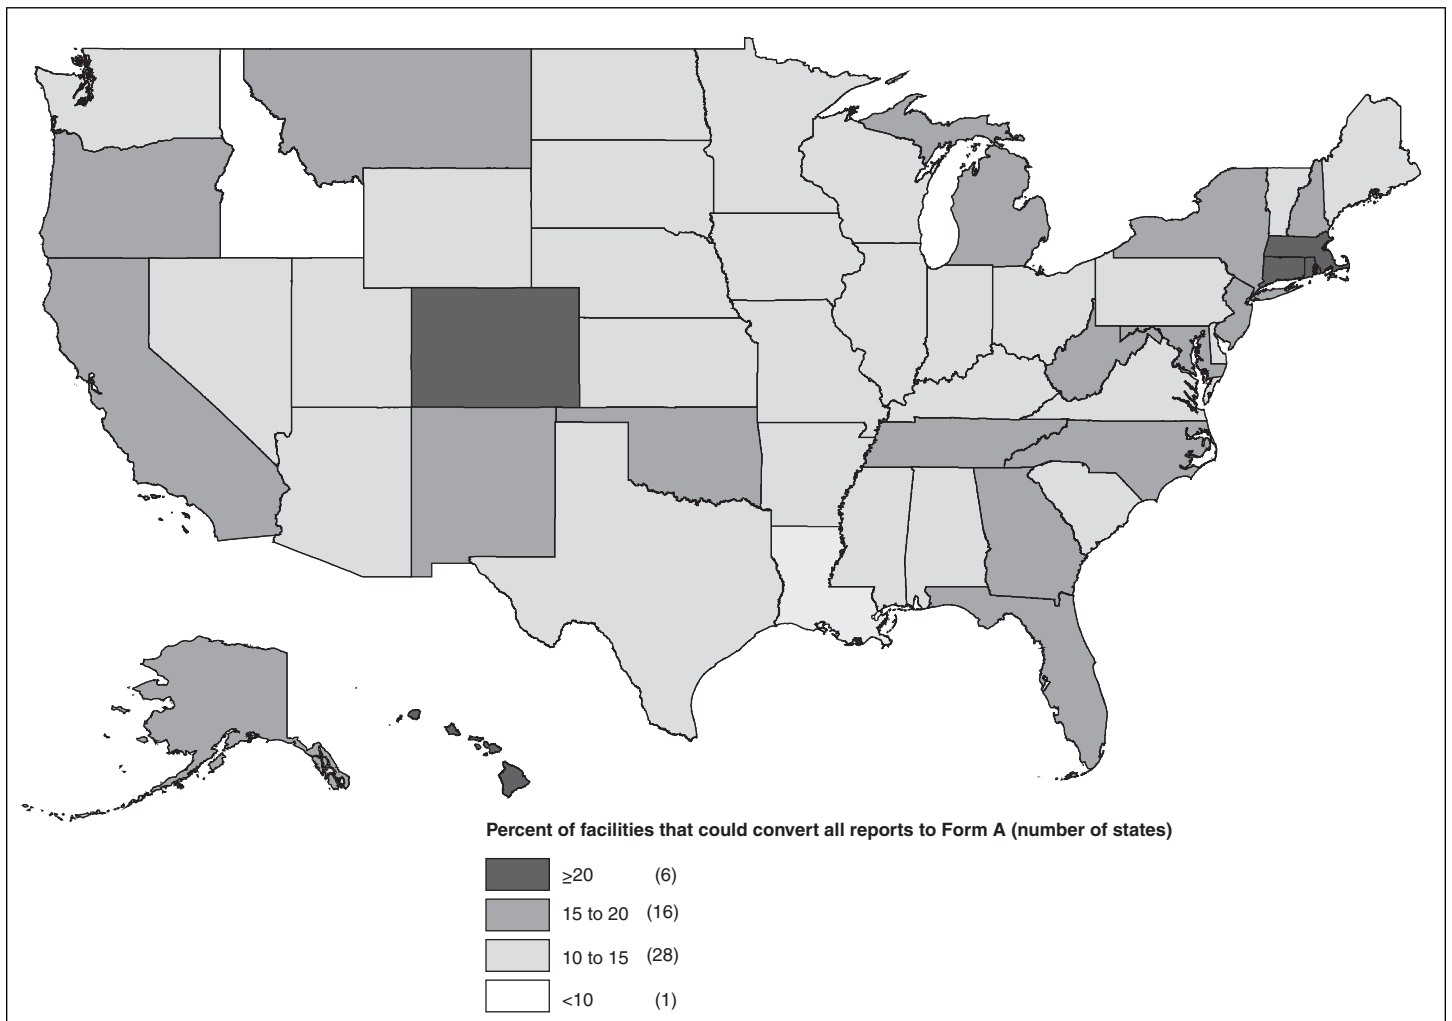 Percent of facilities that could convert all reports to Form A (number of states)
≥20 (6)
15 to 20 (16)
10 to 15 (28)
<10 (1)